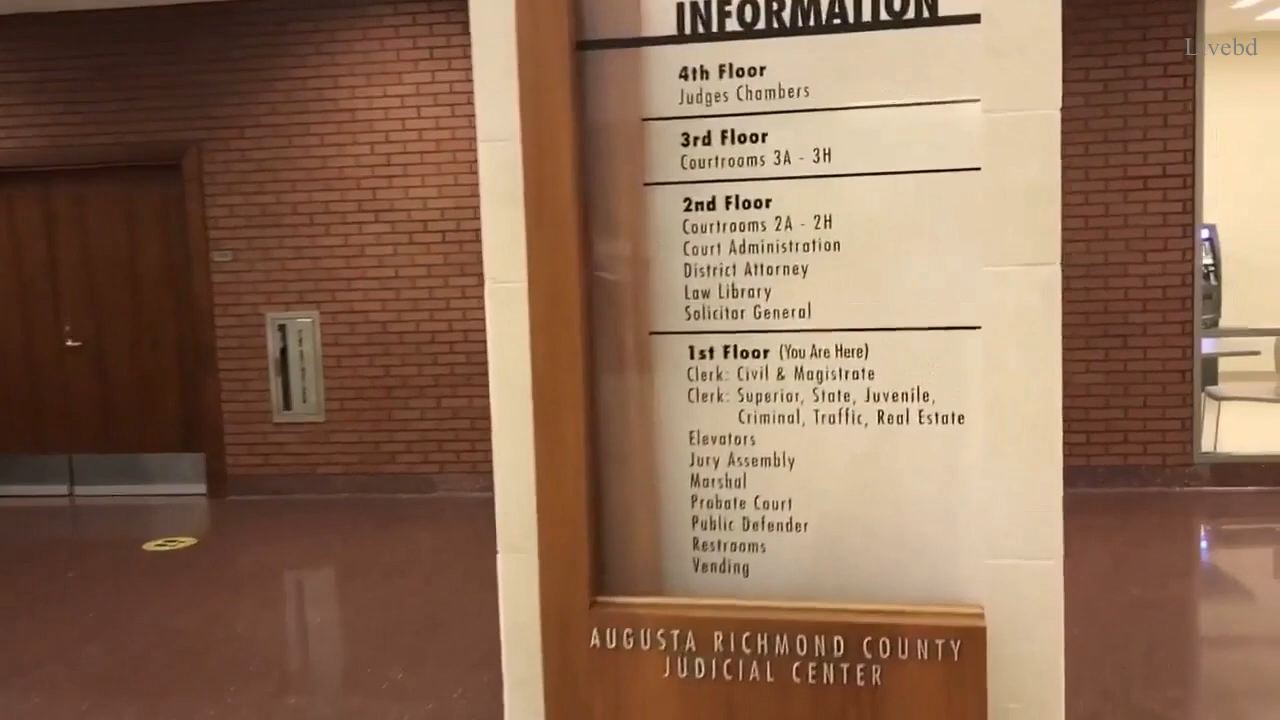 INFORMATION
4th Floor
Judges Chambers
3rd Floor
Courtrooms 3A - 3H
2nd Floor
Courtrooms 2A - 2H
Court Administration
District Attorney
Law Library
Solicitor General
1st Floor (You Are Here)
Clerk: Civil & Magistrate
Clerk: Superior, State, Juvenile,
Criminal, Traffic, Real Estate
Elevators
Jury Assembly
Marshal
Probate Court
Public Defender
Restrooms
Vending
AUGUSTA RICHMOND COUNTY
JUDICIAL CENTER